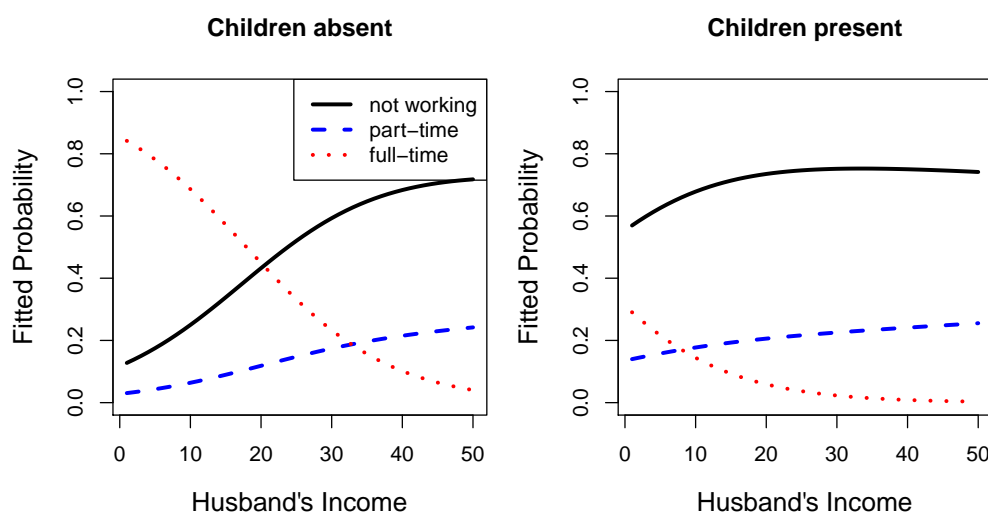 Children absent
Fitted Probability
1.0
0.8
0.6
0.4
0.2
0.0
not working
part−time
full−time
0 10 20 30 40 50
Husband's Income
Children present
Fitted Probability
1.0
0.8
0.6
0.4
0.2
0.0
0 10 20 30 40 50
Husband's Income